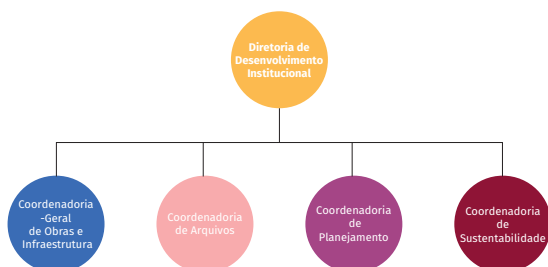 Diretoria de
Desenvolvimento
Institucional
Coordenadoria
-Geral
de Obras e
Infraestrutura
Coordenadoria
de Arquivos
Coordenadoria
de
Planejamento
Coordenadoria
de
Sustentabilidade